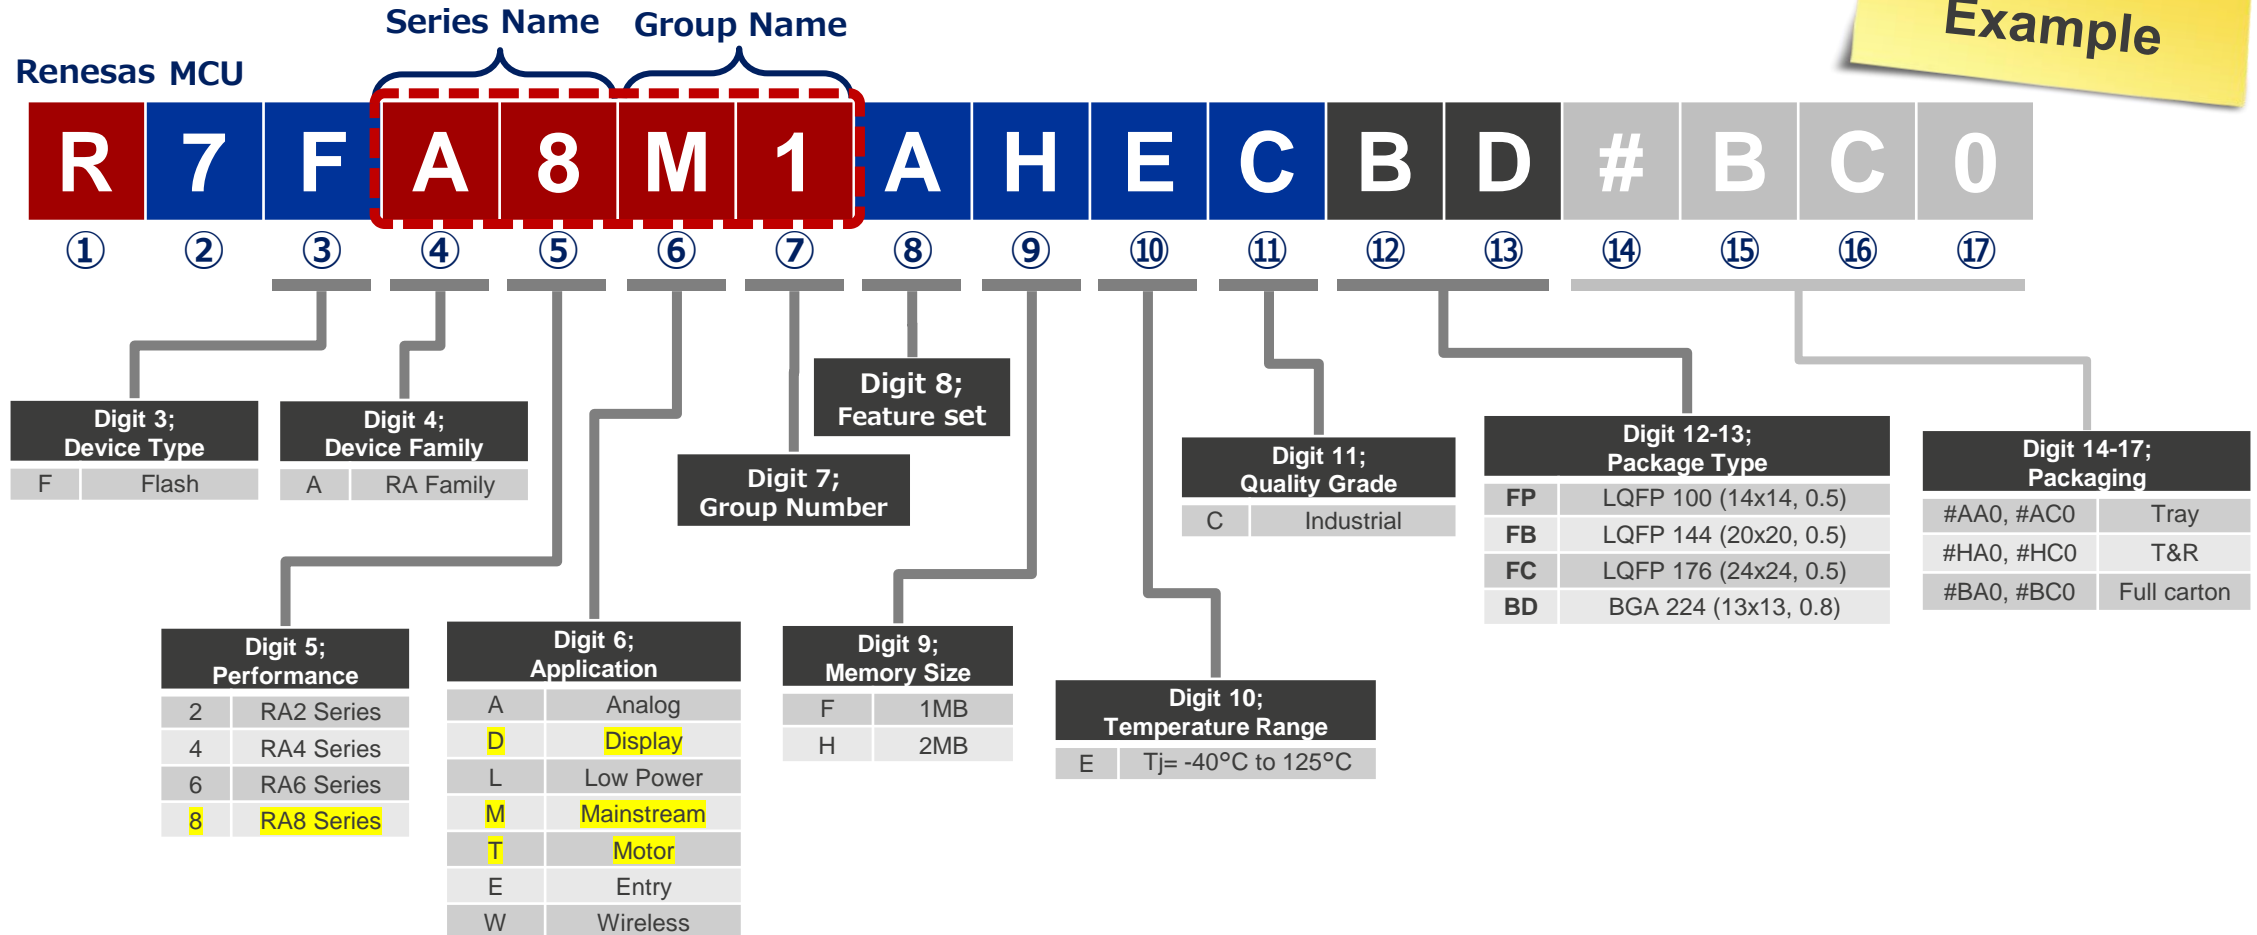 Example
Series Name Group Name
Renesas MCU
R 7 F A 8 M 1 A H E C B D # B C 0
① ② ③ ④ ⑤ ⑥ ⑦ ⑧ ⑨ ⑩ ⑪ ⑫ ⑬ ⑭ ⑮ ⑯ ⑰
Digit 3;
Device Type
F Flash
Digit 4;
Device Family
A RA Family
Digit 5;
Performance
2 RA2 Series
4 RA4 Series
6 RA6 Series
8 RA8 Series
Digit 6;
Application
A Analog
D Display
L Low Power
M Mainstream
T Motor
E Entry
W Wireless
Digit 7;
Group Number
Digit 8;
Feature set
Digit 9;
Memory Size
F 1MB
H 2MB
Digit 10;
Temperature Range
E Tj= -40°C to 125°C
Digit 11;
Quality Grade
C Industrial
Digit 12-13;
Package Type
FP LQFP 100 (14x14, 0.5)
FB LQFP 144 (20x20, 0.5)
FC LQFP 176 (24x24, 0.5)
BD BGA 224 (13x13, 0.8)
Digit 14-17;
Packaging
#AA0, #AC0 Tray
#HA0, #HC0 T&R
#BA0, #BC0 Full carton